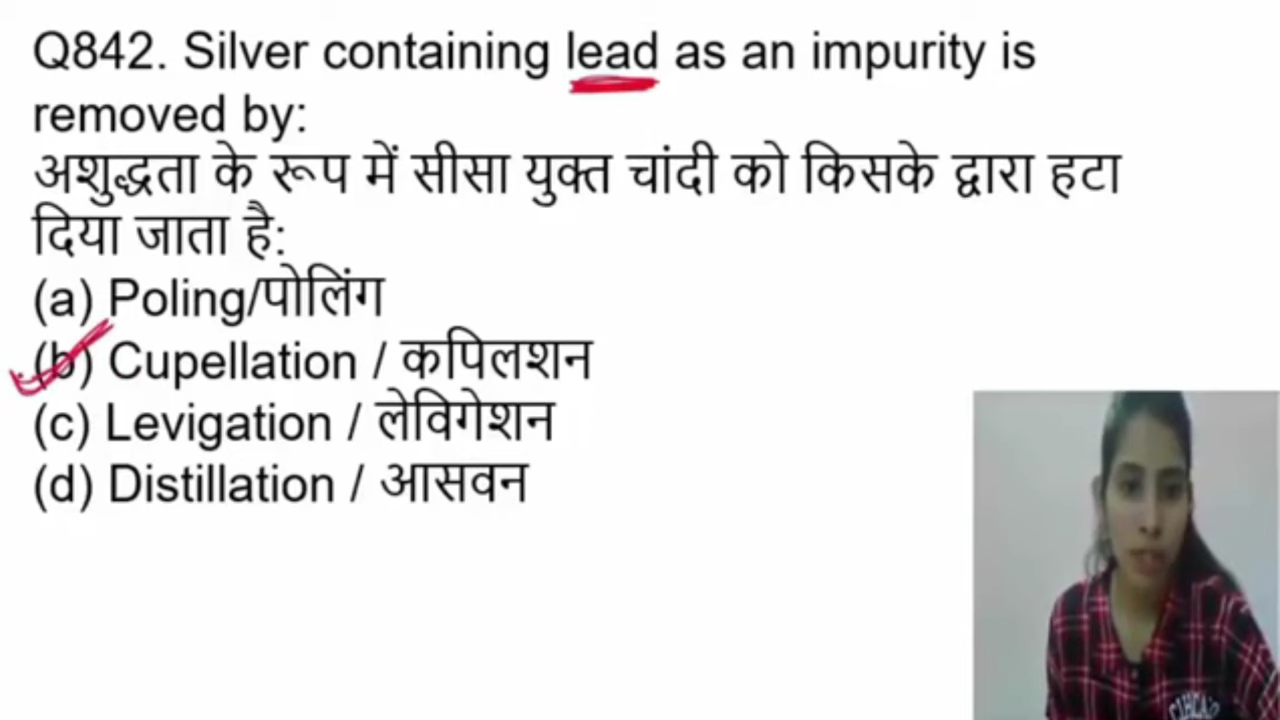 Q842. Silver containing lead as an impurity is
removed by:
अशुद्धता के रूप में सीसा युक्त चांदी को किसके द्वारा हटा
दिया जाता है:
(a) Poling/पोलिंग
(b) Cupellation / कपिलशन
(c) Levigation / लेविगेशन
(d) Distillation / आसवन